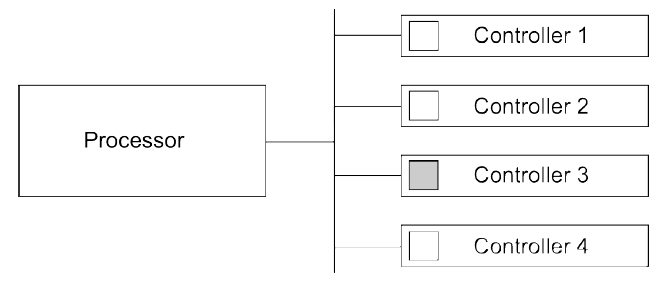 Controller 1
Controller 2
Processor
Controller 3
Controller 4